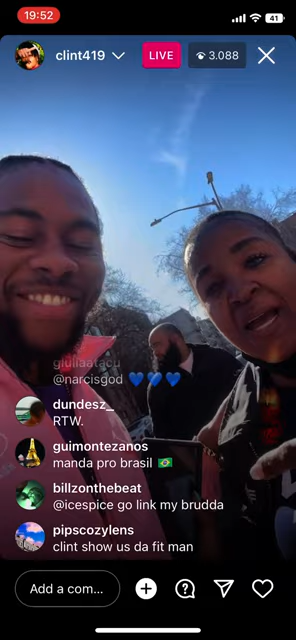 19:52
41
clint419
LIVE
3.088
giuliaatacu
@narcisgod 💙💙💙
dundesz_
RTW.
guimontezanos
manda pro brasil 🇧🇷
billzonthebeat
@icespice go link my brudda
pipscozylens
clint show us da fit man
Add a com...